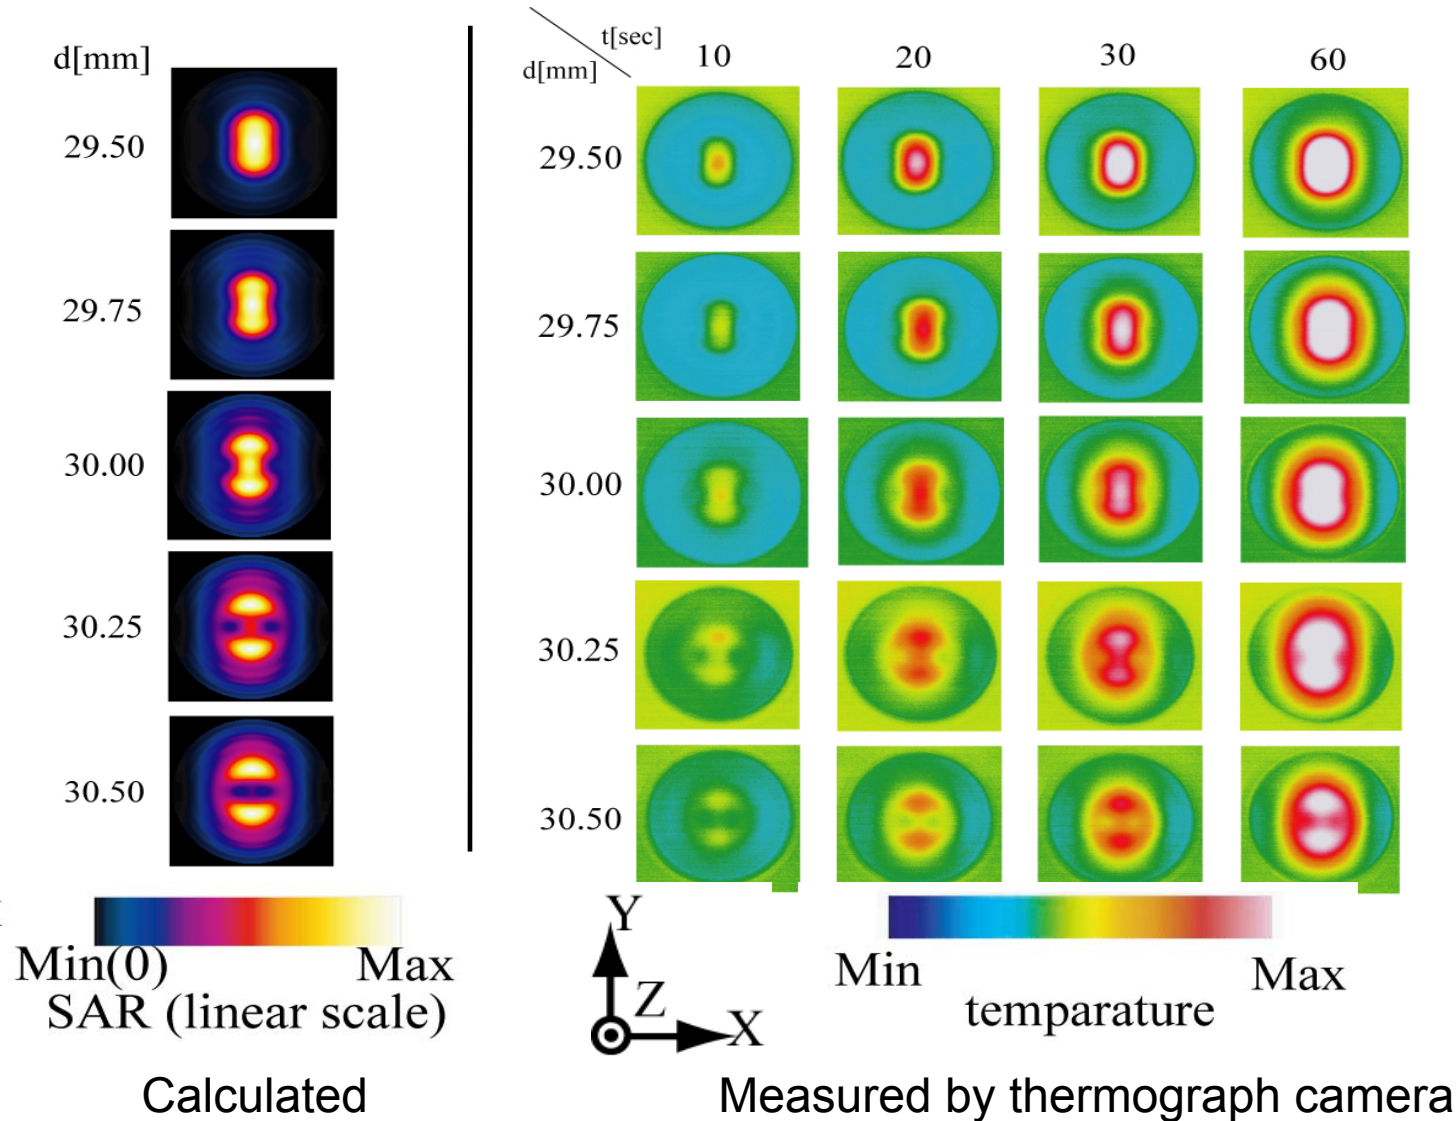 d[mm]
29.50
29.75
30.00
30.25
30.50
Min(0)
Max
SAR (linear scale)
Calculated
t[sec]
d[mm]
10 20 30 60
29.50
29.75
30.00
30.25
30.50
Y
Z
X
Min
Max
temparature
Measured by thermograph camera